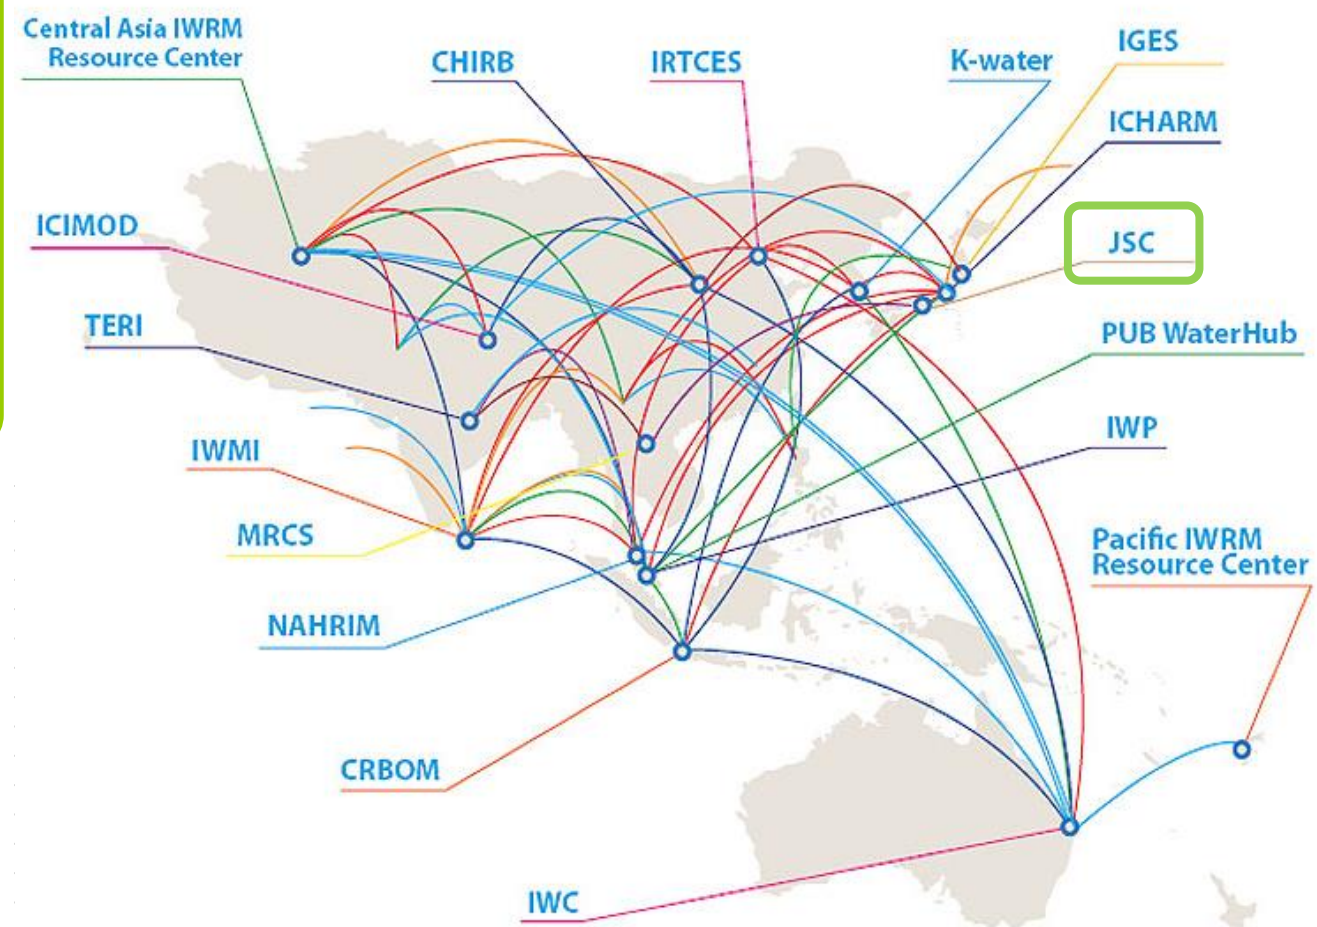 Central Asia IWRM
Resource Center
CHIRB
IRTCES
K-water
IGES
ICHARM
ICIMOD
JSC
TERI
PUB WaterHub
IWMI
IWP
MRCS
Pacific IWRM
Resource Center
NAHRIM
CRBOM
IWC